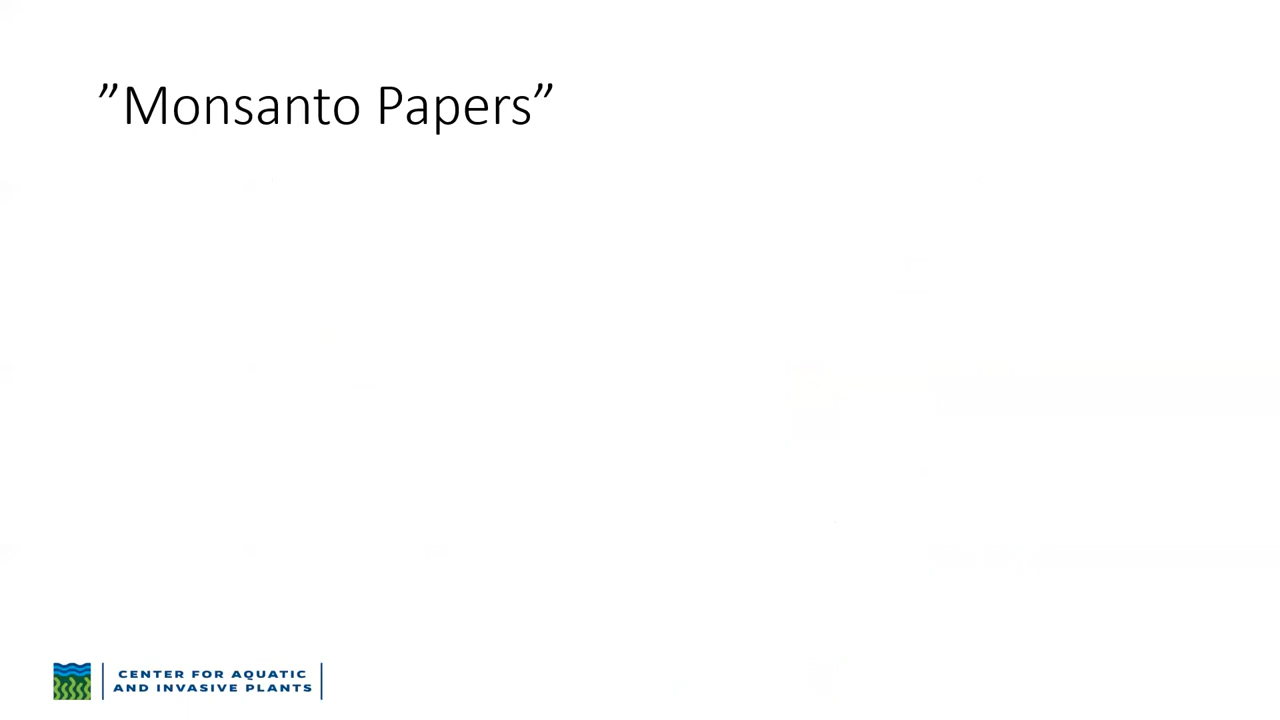 ”Monsanto Papers”
CENTER FOR AQUATIC
AND INVASIVE PLANTS